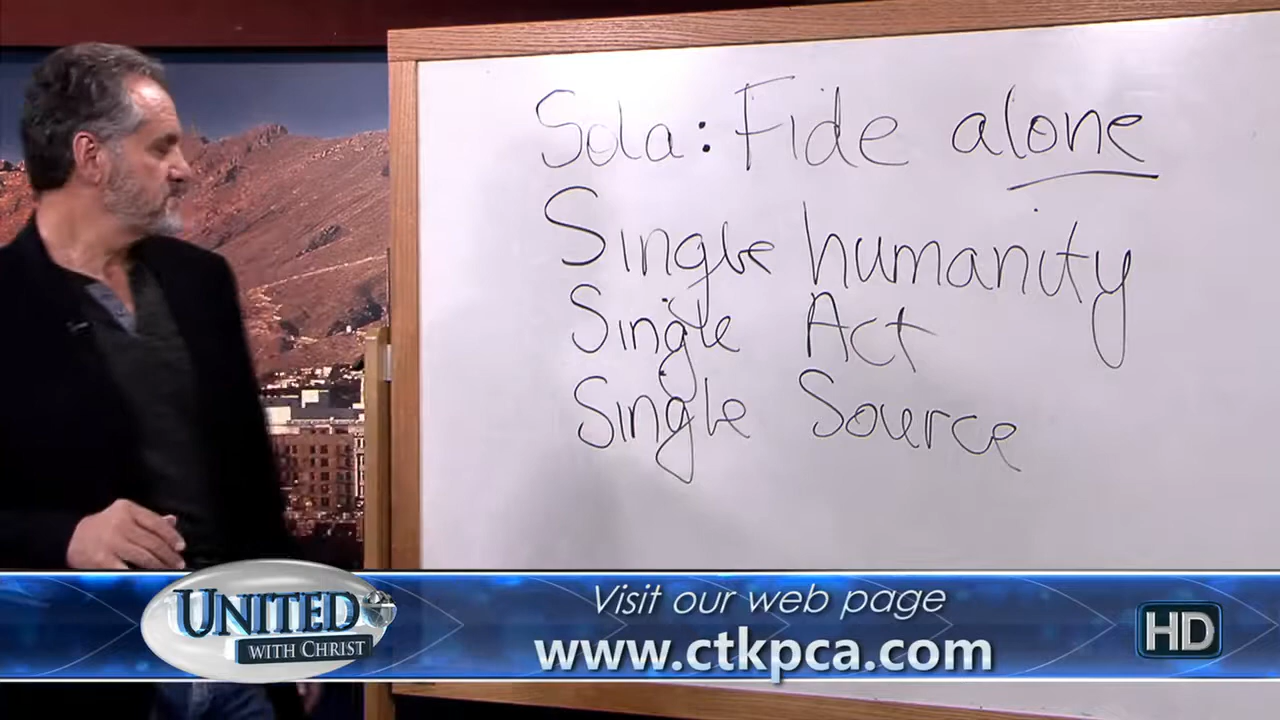 Sola: Fide alone
Single humanity
Single Act
Single Source
UNITED
WITH CHRIST
Visit our web page
www.ctkpca.com
HD